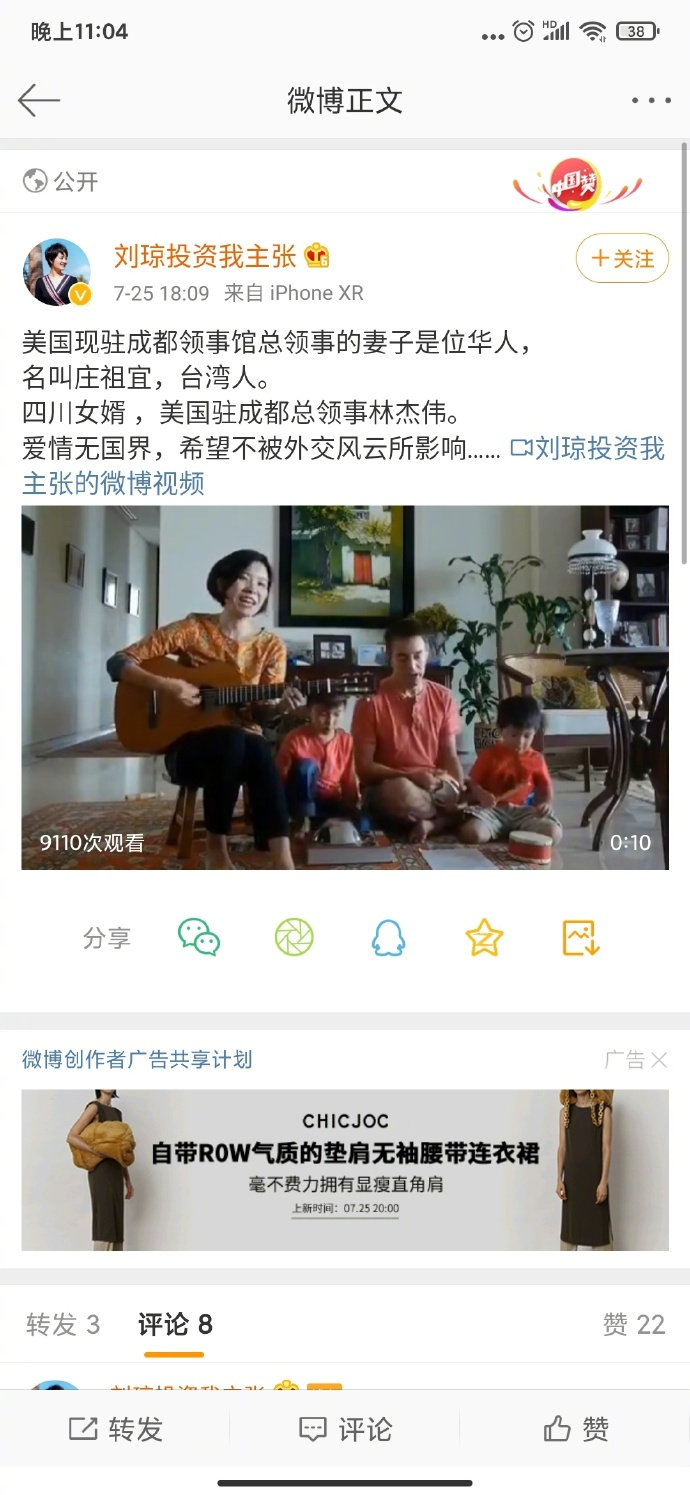 晚上11:04
HD
38
微博正文
公开
中国赞
刘琼投资我主张
+关注
7-25 18:09 来自 iPhone XR
美国现驻成都领事馆总领事的妻子是位华人，
名叫庄祖宜，台湾人。
四川女婿 ，美国驻成都总领事林杰伟。
爱情无国界，希望不被外交风云所影响...... 刘琼投资我
主张的微博视频
9110次观看
0:10
分享
微博创作者广告共享计划
广告
CHICJOC
自带ROW气质的垫肩无袖腰带连衣裙
毫不费力拥有显瘦直角肩
上新时间：07.25 20:00
转发 3
评论 8
赞 22
刘琼投资我主张
转发
评论
赞